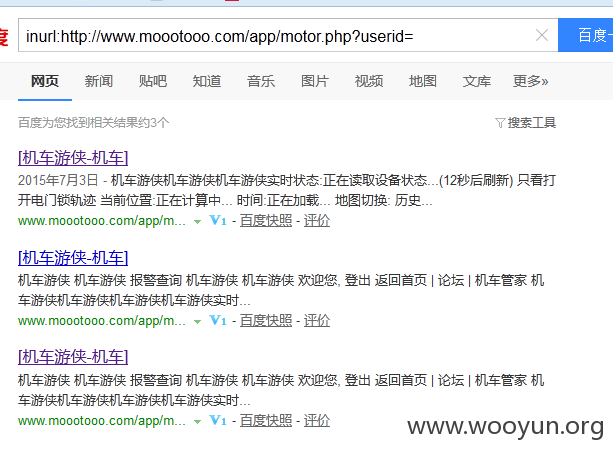 度
inurl:http://www.moootooo.com/app/motor.php?userid=
百度一
网页 新闻 贴吧 知道 音乐 图片 视频 地图 文库 更多»
百度为您找到相关结果约3个
搜索工具
[机车游侠-机车]
2015年7月3日 - 机车游侠机车游侠机车游侠实时状态:正在读取设备状态...(12秒后刷新) 只看打
开电门锁轨迹 当前位置:正在计算中... 时间:正在加载... 地图切换: 历史...
www.moootooo.com/app/m... V1 - 百度快照 - 评价
[机车游侠-机车]
机车游侠 机车游侠 报警查询 机车游侠 机车游侠 欢迎您, 登出 返回首页 | 论坛 | 机车管家 机
车游侠机车游侠机车游侠机车游侠实时...
www.moootooo.com/app/m... V1 - 百度快照 - 评价
[机车游侠-机车]
机车游侠 机车游侠 报警查询 机车游侠 机车游侠 欢迎您, 登出 返回首页 | 论坛 | 机车管家 机
车游侠机车游侠机车游侠机车游侠实时...
www.moootooo.com/app/m... V1 - 百度快照 - 评价
www.wooyun.org